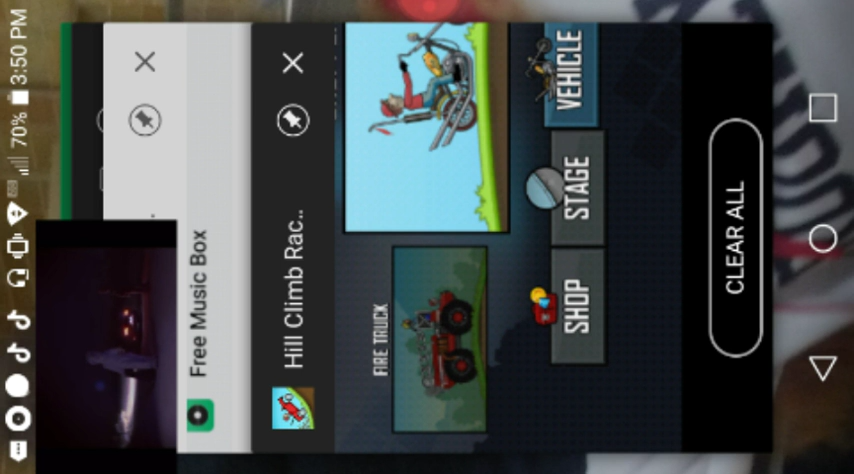 70% 3:50 PM
Free Music Box
Hill Climb Rac..
FIRE TRUCK
VEHICLE
STAGE
SHOP
CLEAR ALL